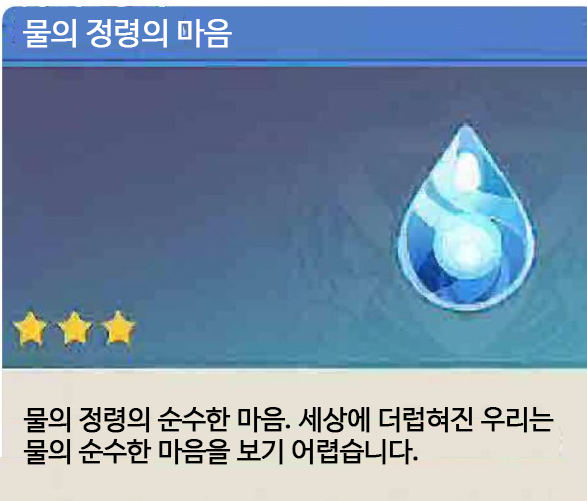 물의 정령의 마음
물의 정령의 순수한 마음. 세상에 더럽혀진 우리는
물의 순수한 마음을 보기 어렵습니다.